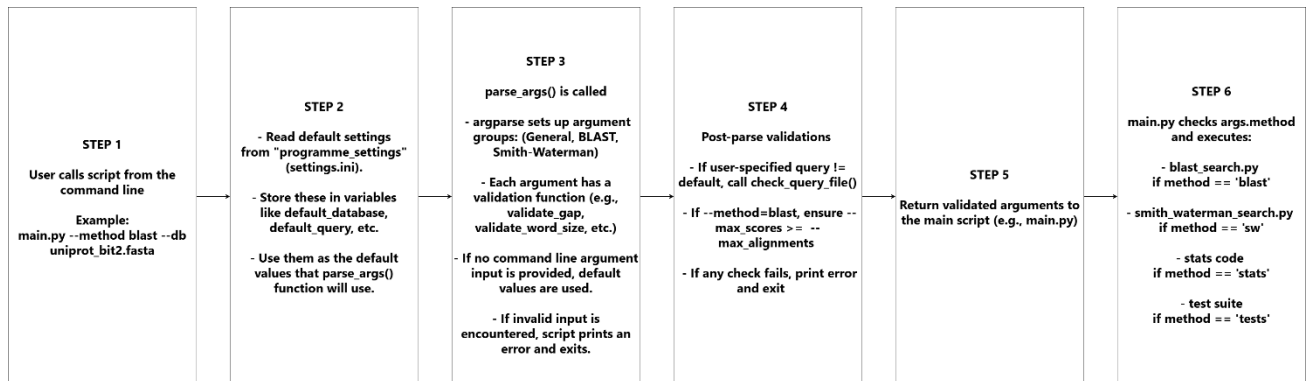 STEP 1
User calls script from the
command line
Example:
main.py --method blast --db
uniprot_bit2.fasta
STEP 2
- Read default settings
from "programme_settings"
(settings.ini).
- Store these in variables
like default_database,
default_query, etc.
- Use them as the default
values that parse_args()
function will use.
STEP 3
parse_args() is called
- argparse sets up argument
groups: (General, BLAST,
Smith-Waterman)
- Each argument has a
validation function (e.g.,
validate_gap,
validate_word_size, etc.)
- If no command line argument
input is provided, default
values are used.
- If invalid input is
encountered, script prints an
error and exits.
STEP 4
Post-parse validations
- If user-specified query !=
default, call check_query_file()
- If --method=blast, ensure --
max_scores >= --
max_alignments
- If any check fails, print error
and exit
STEP 5
Return validated arguments to
the main script (e.g., main.py)
STEP 6
main.py checks args.method
and executes:
- blast_search.py
if method == 'blast'
- smith_waterman_search.py
if method == 'sw'
- stats code
if method == 'stats'
- test suite
if method == 'tests'